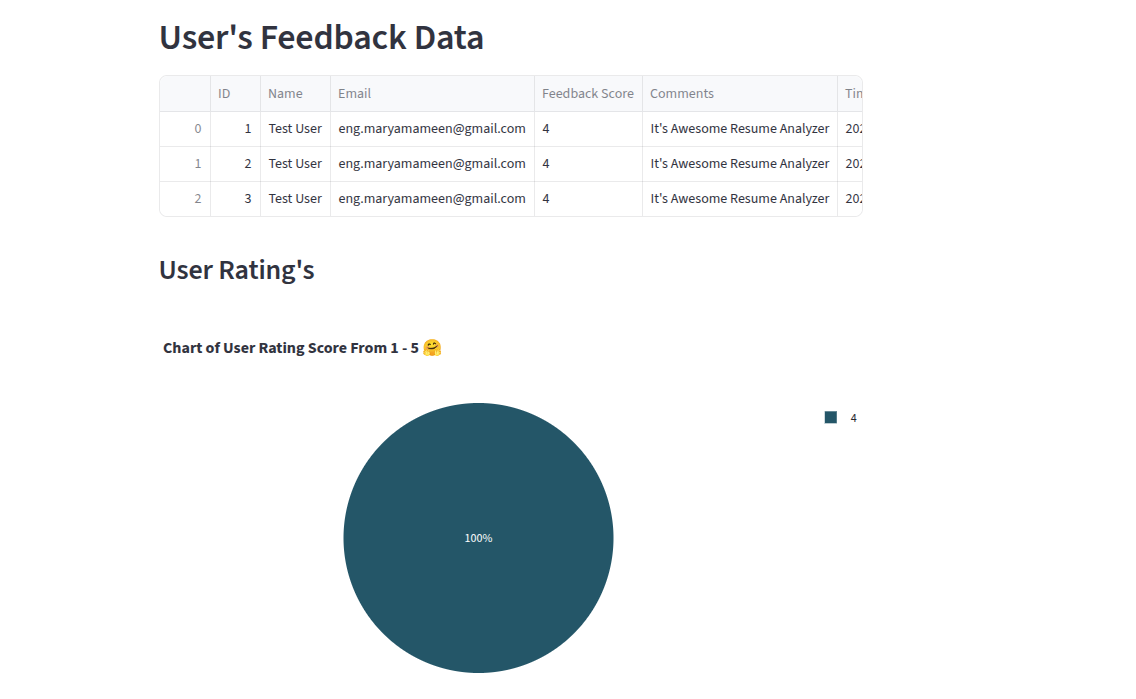 User's Feedback Data
ID Name Email Feedback Score Comments Tin
0 1 Test User eng.maryamameen@gmail.com 4 It's Awesome Resume Analyzer 202
1 2 Test User eng.maryamameen@gmail.com 4 It's Awesome Resume Analyzer 202
2 3 Test User eng.maryamameen@gmail.com 4 It's Awesome Resume Analyzer 202
User Rating's
Chart of User Rating Score From 1 - 5 🤗
4
100%